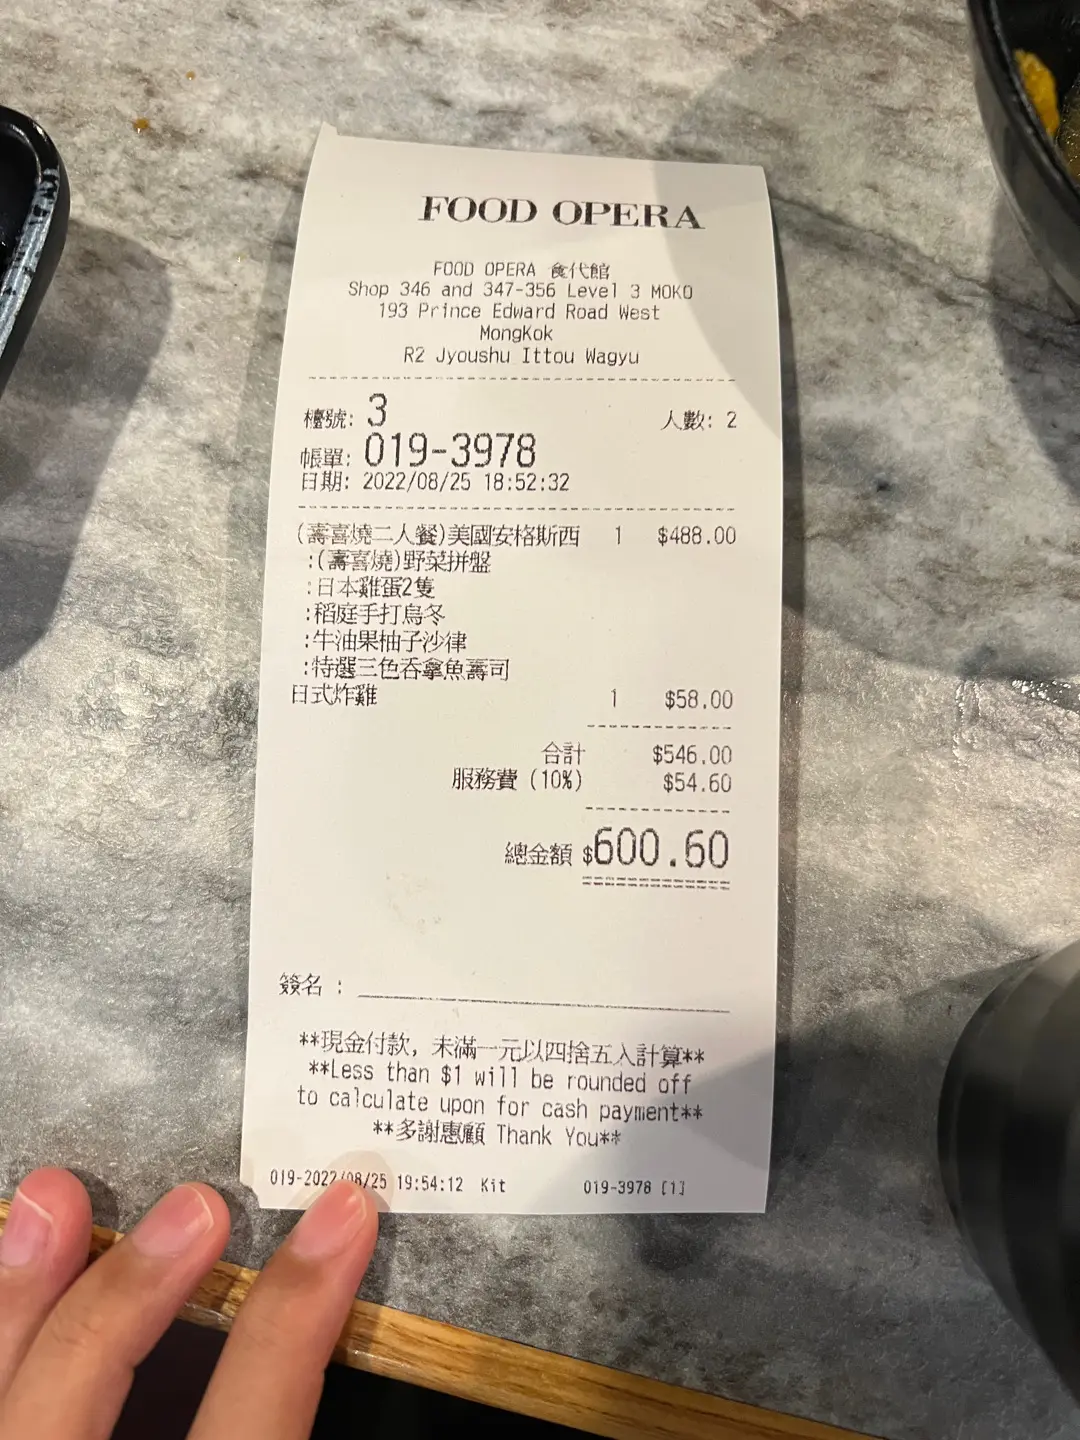 FOOD OPERA
FOOD OPERA 食代館
Shop 346 and 347-356 Level 3 MOKO
193 Prince Edward Road West
MongKok
R2 Jyoushu Ittou Wagyu
檯號: 3 人數: 2
帳單: 019-3978
日期: 2022/08/25 18:52:32
(壽喜燒二人餐)美國安格斯西 1 $488.00
:(壽喜燒)野菜拼盤
:日本雞蛋2隻
:稻庭手打烏冬
:牛油果柚子沙律
:特選三色吞拿魚壽司
日式炸雞 1 $58.00
合計 $546.00
服務費 (10%) $54.60
總金額 $600.60
簽名 :
**現金付款, 未滿一元以四捨五入計算**
**Less than $1 will be rounded off
to calculate upon for cash payment**
**多謝惠顧 Thank You**
019-2022/08/25 19:54:12 Kit 019-3978 [1]